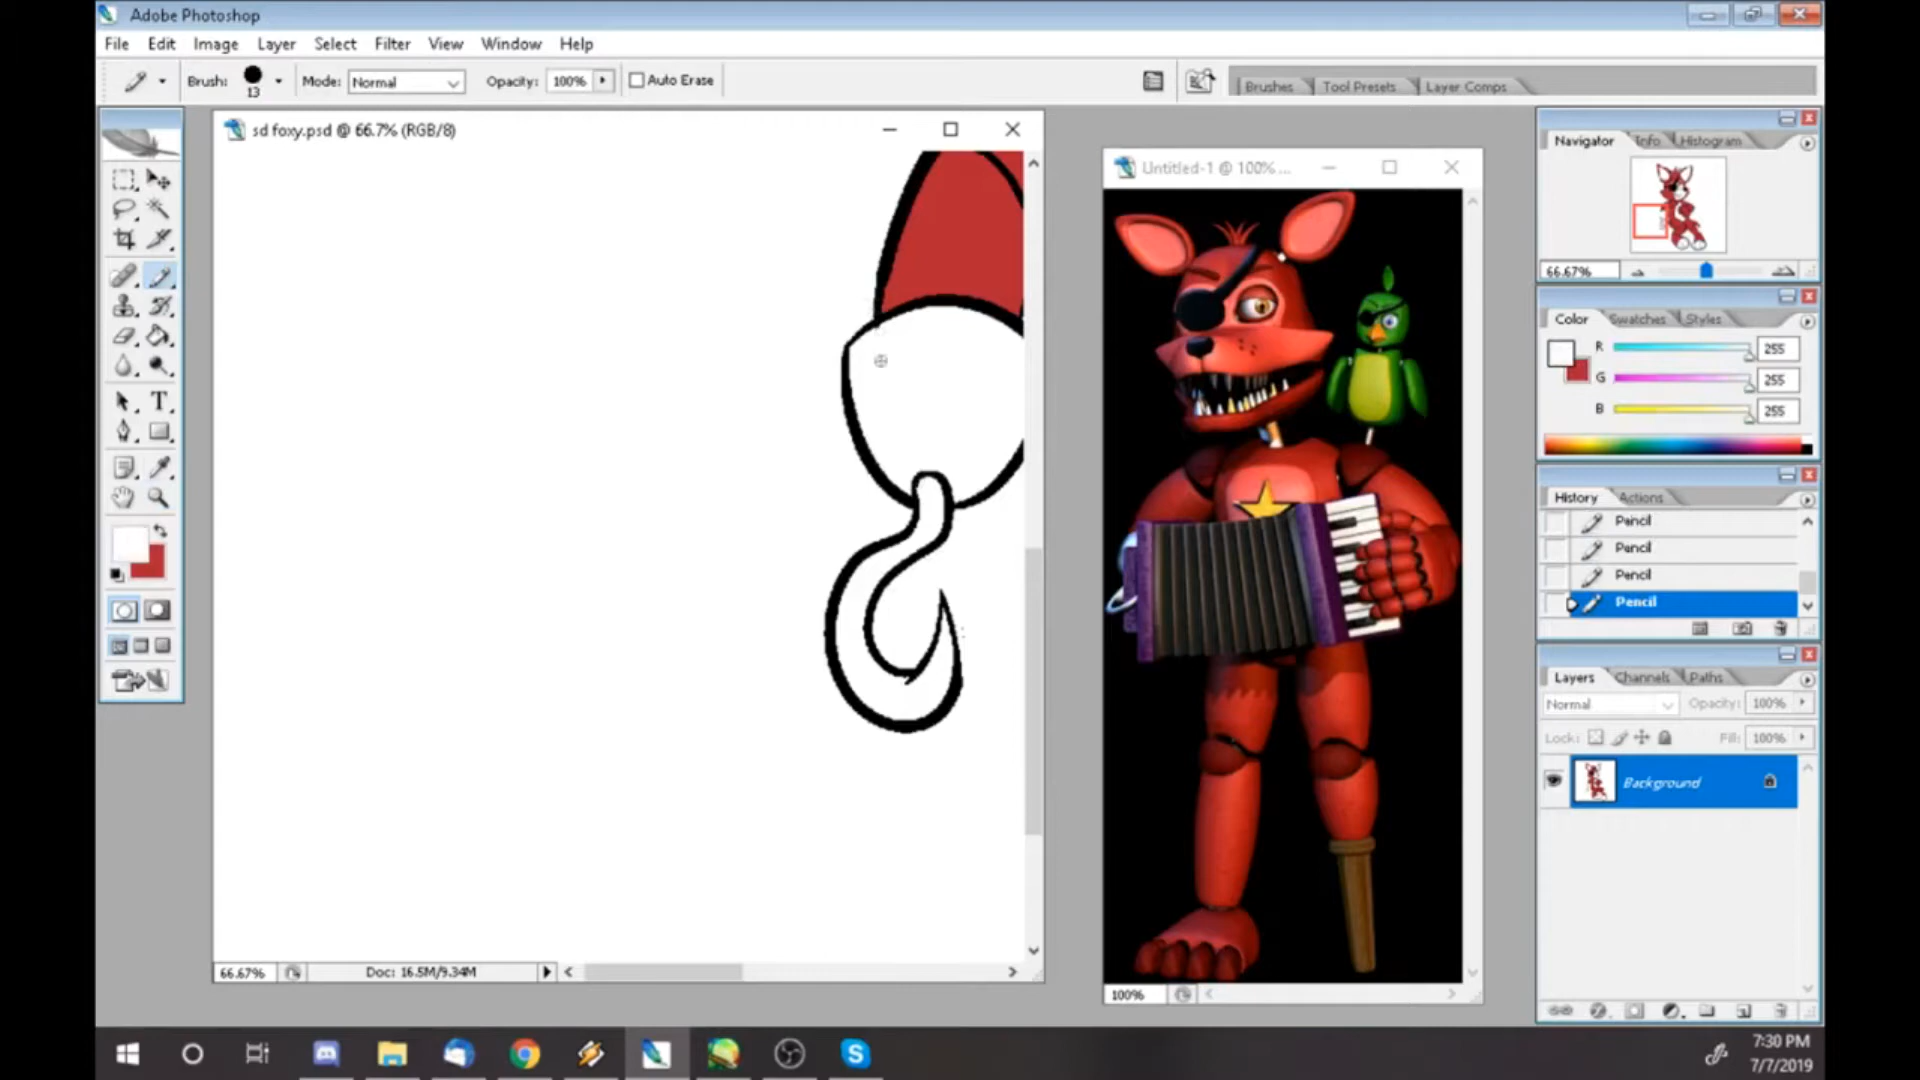 Adobe Photoshop
File Edit Image Layer Select Filter View Window Help
Brush: 13 Mode: Normal Opacity: 100% Auto Erase
Brushes Tool Presets Layer Comps
sd foxy.psd @ 66.7% (RGB/8)
Untitled-1 @ 100% ...
Navigator Info Histogram
66.67%
Color Swatches Styles
R 255
G 255
B 255
History Actions
Pencil
Pencil
Pencil
Pencil
Layers Channels Paths
Normal Opacity: 100%
Lock: Fill: 100%
Background
66.67% Doc: 16.5M/9.34M
100%
7:30 PM
7/7/2019